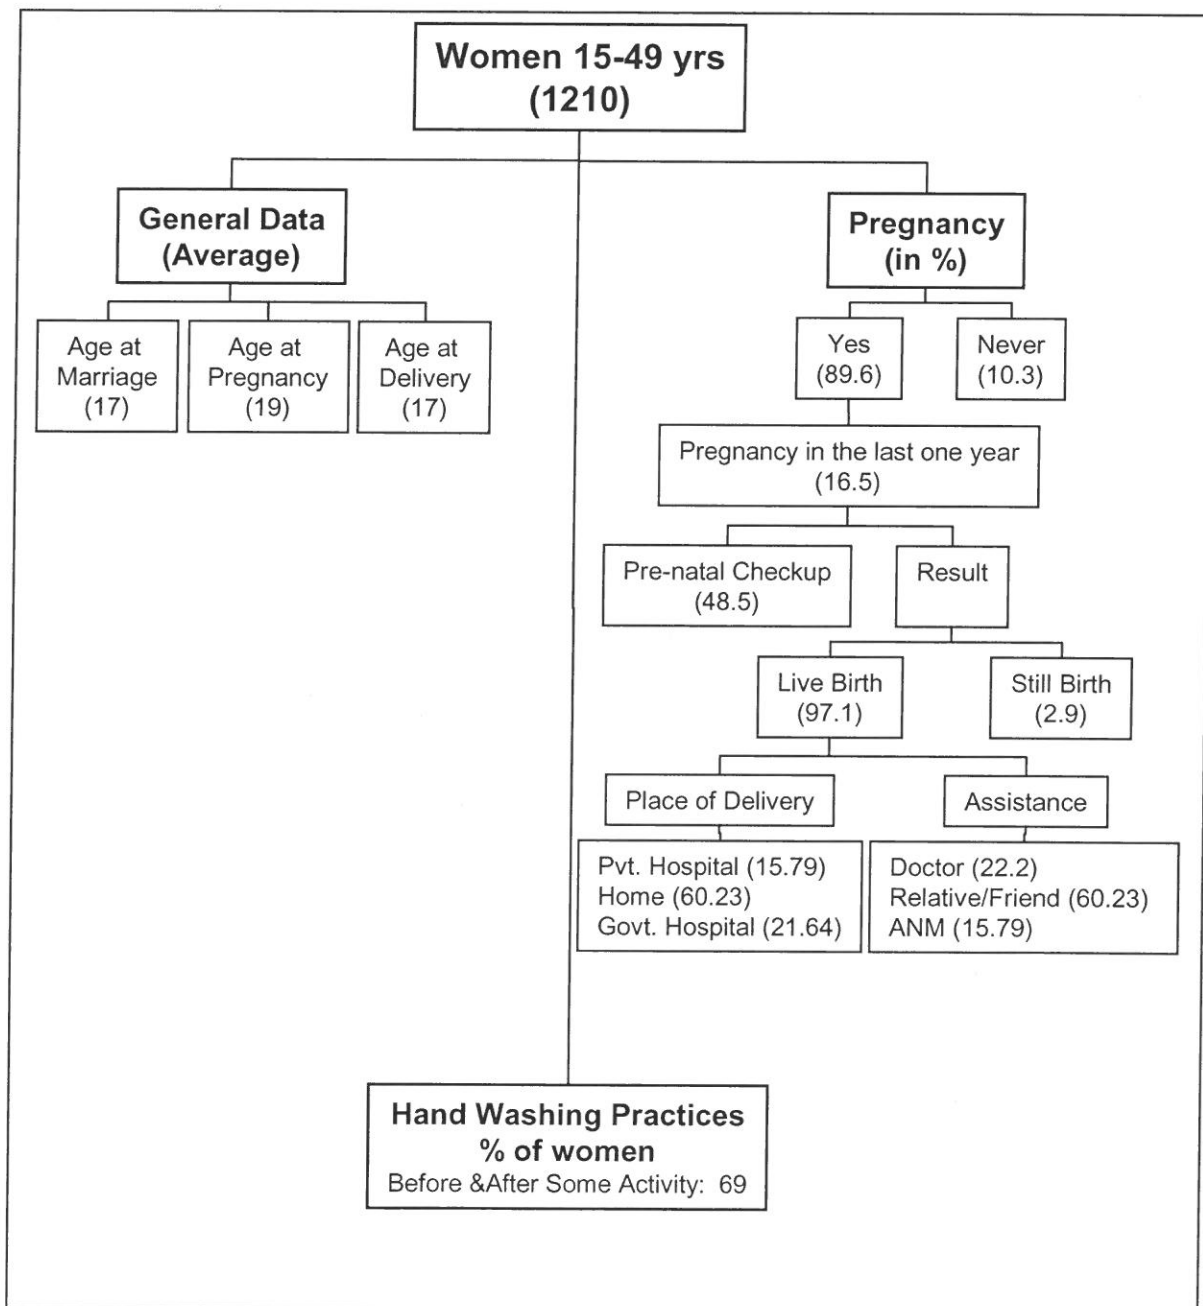 Women 15-49 yrs
(1210)
General Data
(Average)
Age at
Marriage
(17)
Age at
Pregnancy
(19)
Age at
Delivery
(17)
Pregnancy
(in %)
Yes
(89.6)
Never
(10.3)
Pregnancy in the last one year
(16.5)
Pre-natal Checkup
(48.5)
Result
Live Birth
(97.1)
Still Birth
(2.9)
Place of Delivery
Assistance
Pvt. Hospital (15.79)
Home (60.23)
Govt. Hospital (21.64)
Doctor (22.2)
Relative/Friend (60.23)
ANM (15.79)
Hand Washing Practices
% of women
Before &After Some Activity: 69